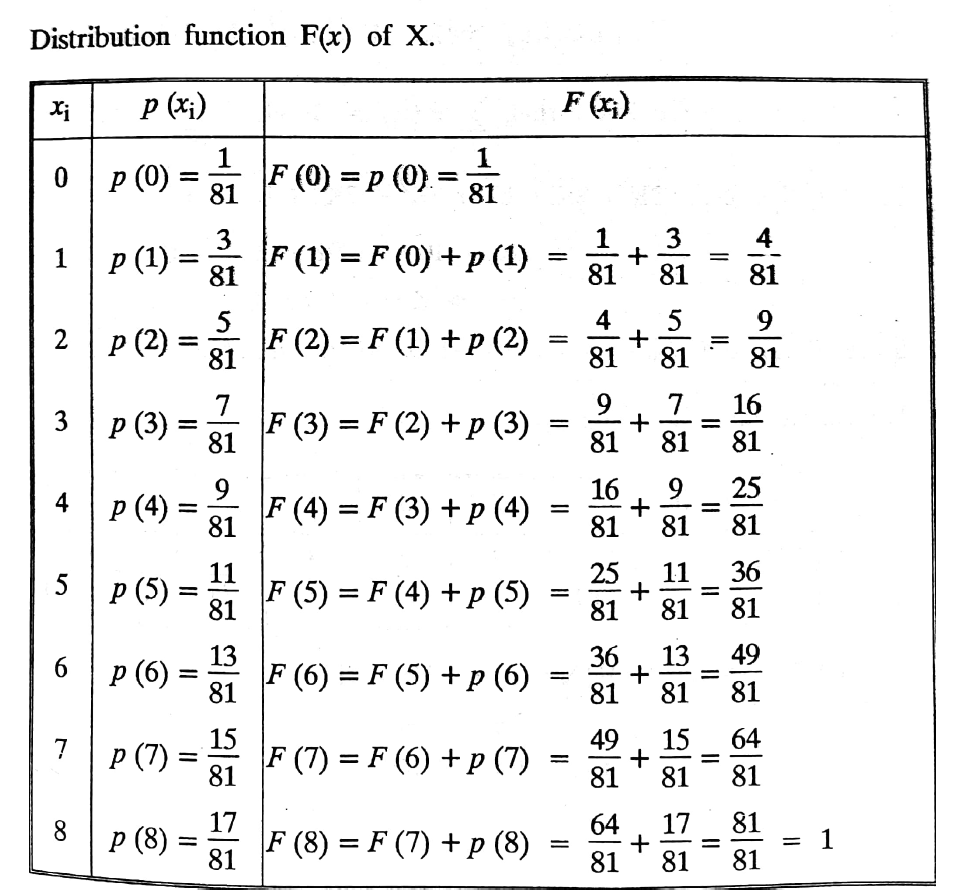 Distribution function F(x) of X.
xᵢ p (xᵢ) F (xᵢ)
0 p (0) = 1/81 F (0) = p (0) = 1/81
1 p (1) = 3/81 F (1) = F (0) + p (1) = 1/81 + 3/81 = 4/81
2 p (2) = 5/81 F (2) = F (1) + p (2) = 4/81 + 5/81 = 9/81
3 p (3) = 7/81 F (3) = F (2) + p (3) = 9/81 + 7/81 = 16/81
4 p (4) = 9/81 F (4) = F (3) + p (4) = 16/81 + 9/81 = 25/81
5 p (5) = 11/81 F (5) = F (4) + p (5) = 25/81 + 11/81 = 36/81
6 p (6) = 13/81 F (6) = F (5) + p (6) = 36/81 + 13/81 = 49/81
7 p (7) = 15/81 F (7) = F (6) + p (7) = 49/81 + 15/81 = 64/81
8 p (8) = 17/81 F (8) = F (7) + p (8) = 64/81 + 17/81 = 81/81 = 1